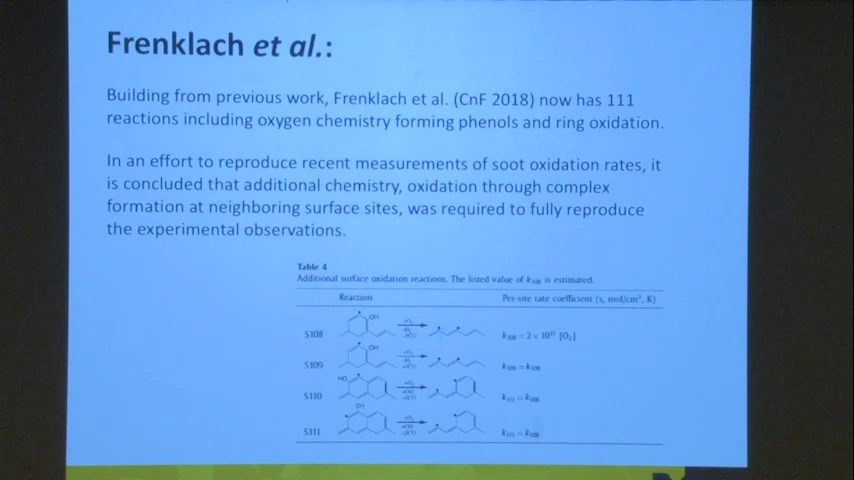 Frenklach et al.:
Building from previous work, Frenklach et al. (CnF 2018) now has 111
reactions including oxygen chemistry forming phenols and ring oxidation.
In an effort to reproduce recent measurements of soot oxidation rates, it
is concluded that additional chemistry, oxidation through complex
formation at neighboring surface sites, was required to fully reproduce
the experimental observations.
Table 4
Additional surface oxidation reactions. The listed value of k₁₀₈ is estimated.
Reaction Per-site rate coefficient (s, mol/cm³, K)
OH
S108
OH
S109
HO
S110
OH
S111